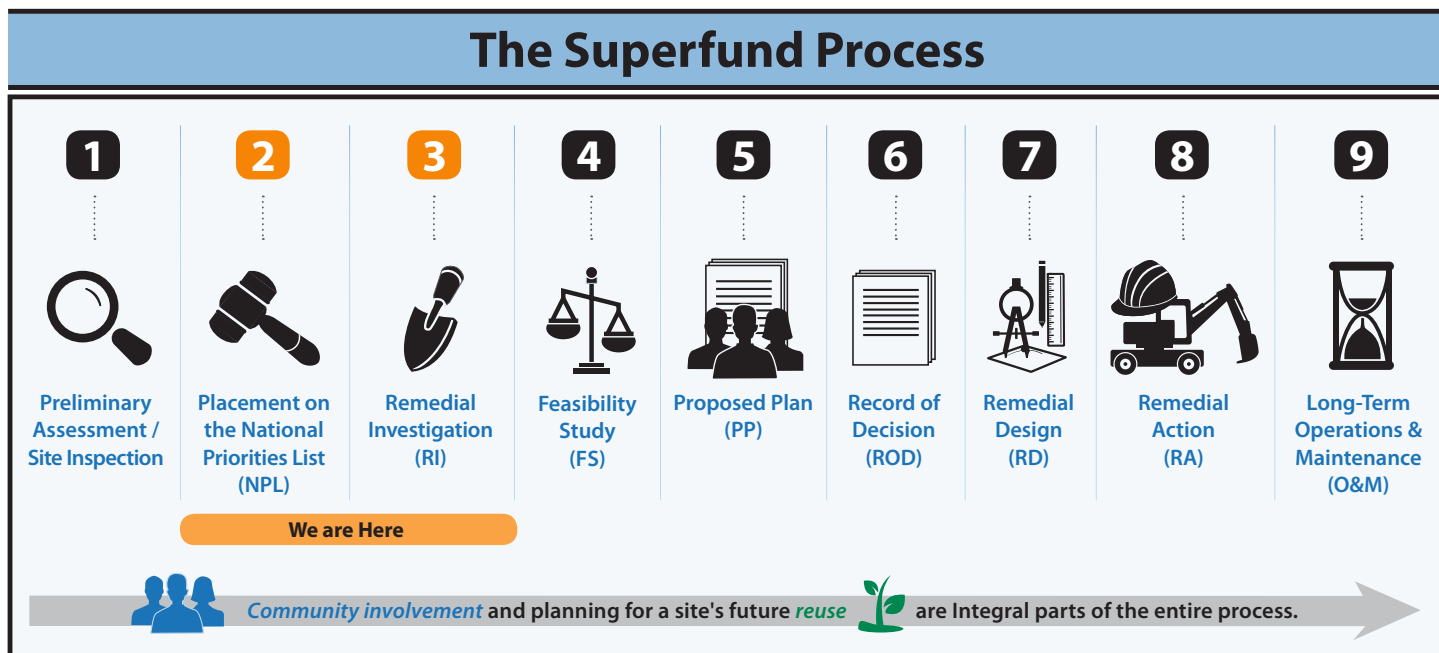 The Superfund Process
1
2
3
4
5
6
7
8
9
Preliminary
Assessment /
Site Inspection
Placement on
the National
Priorities List
(NPL)
Remedial
Investigation
(RI)
Feasibility
Study
(FS)
Proposed Plan
(PP)
Record of
Decision
(ROD)
Remedial
Design
(RD)
Remedial
Action
(RA)
Long-Term
Operations &
Maintenance
(O&M)
We are Here
Community involvement and planning for a site's future reuse are Integral parts of the entire process.